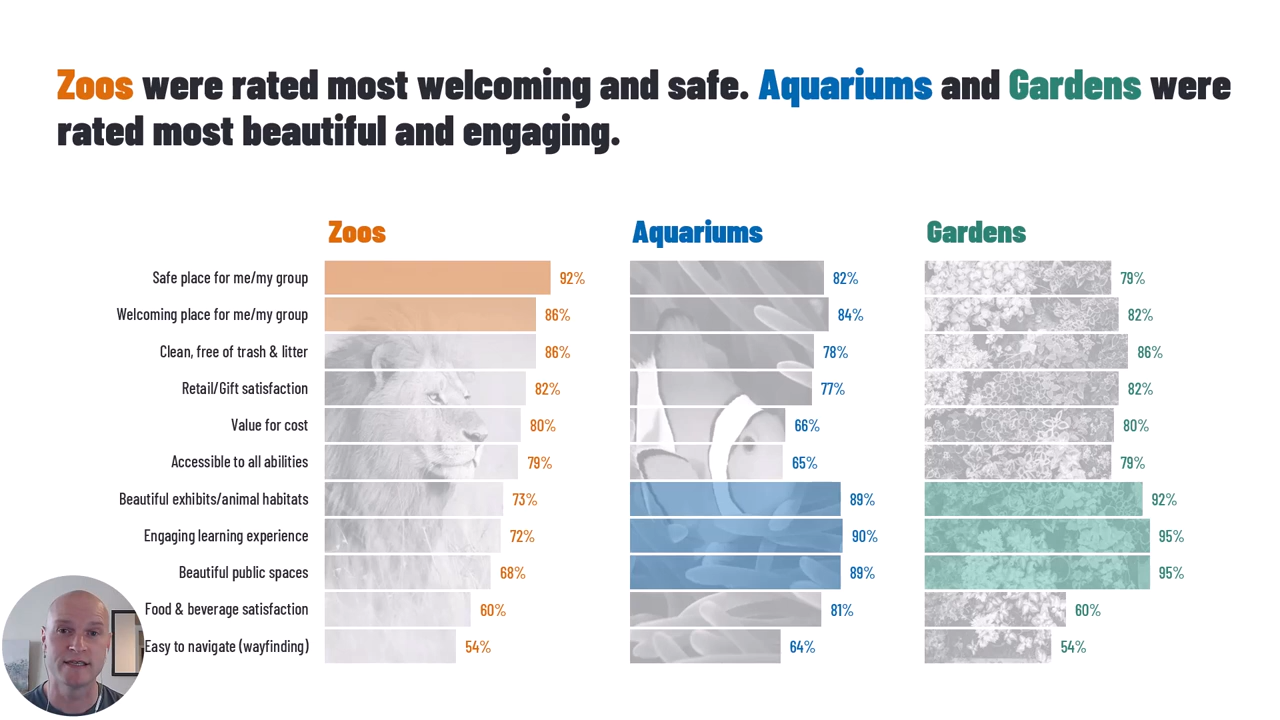 Zoos were rated most welcoming and safe. Aquariums and Gardens were
rated most beautiful and engaging.
Zoos Aquariums Gardens
Safe place for me/my group 92% 82% 79%
Welcoming place for me/my group 86% 84% 82%
Clean, free of trash & litter 86% 78% 86%
Retail/Gift satisfaction 82% 77% 82%
Value for cost 80% 66% 80%
Accessible to all abilities 79% 65% 79%
Beautiful exhibits/animal habitats 73% 89% 92%
Engaging learning experience 72% 90% 95%
Beautiful public spaces 68% 89% 95%
Food & beverage satisfaction 60% 81% 60%
Easy to navigate (wayfinding) 54% 64% 54%